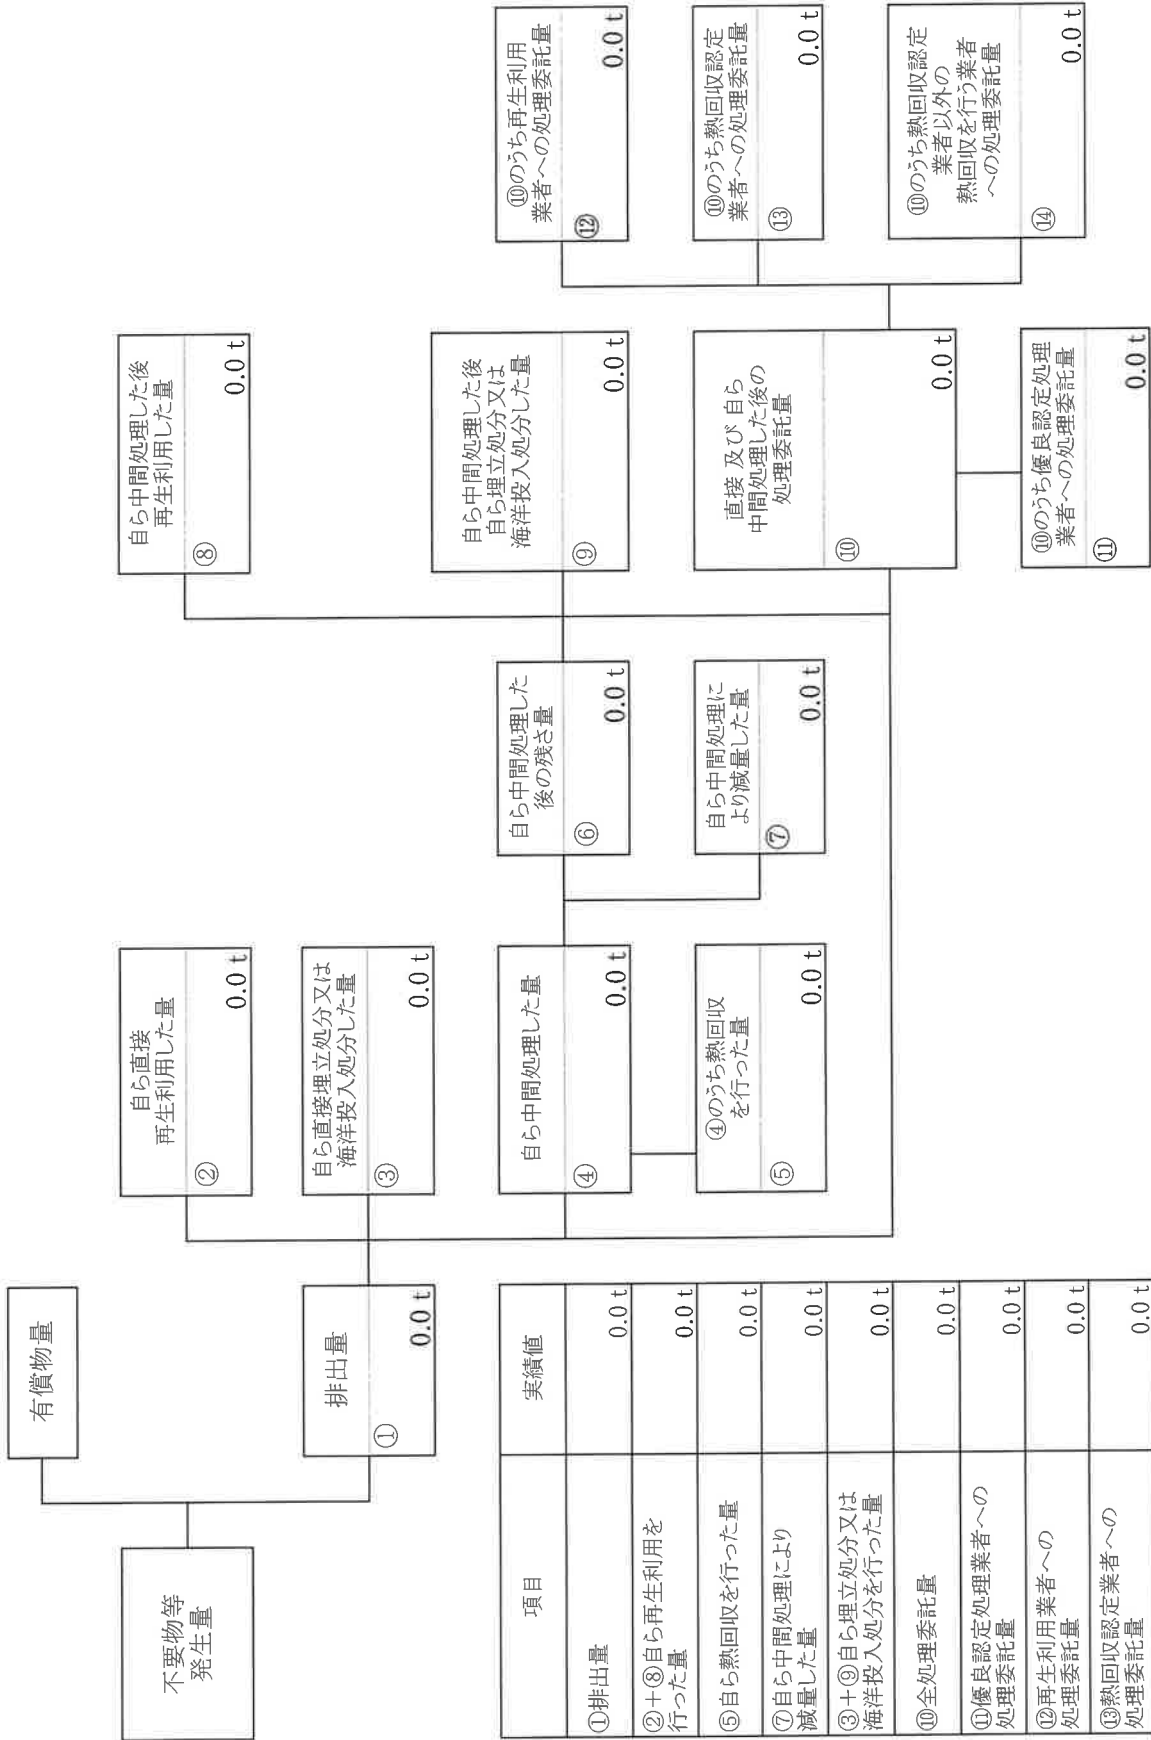 不要物等
発生量
有償物量
排出量
①
0.0 t
自ら直接
再生利用した量
②
0.0 t
自ら直接埋立処分又は
海洋投入処分した量
③
0.0 t
自ら中間処理した量
④
0.0 t
④のうち熱回収
を行った量
⑤
0.0 t
自ら中間処理した
後の残さ量
⑥
0.0 t
自ら中間処理に
より減量した量
⑦
0.0 t
自ら中間処理した後
再生利用した量
⑧
0.0 t
自ら中間処理した後
自ら埋立処分又は
海洋投入処分した量
⑨
0.0 t
直接 及び 自ら
中間処理した後の
処理委託量
⑩
0.0 t
⑩のうち優良認定処理
業者への処理委託量
⑪
0.0 t
⑩のうち再生利用
業者への処理委託量
⑫
0.0 t
⑩のうち熱回収認定
業者への処理委託量
⑬
0.0 t
⑩のうち熱回収認定
業者以外の
熱回収を行う業者
への処理委託量
⑭
0.0 t
項目 実績値
①排出量 0.0 t
②+⑧自ら再生利用を
行った量 0.0 t
⑤自ら熱回収を行った量 0.0 t
⑦自ら中間処理により
減量した量 0.0 t
③+⑨自ら埋立処分又は
海洋投入処分を行った量 0.0 t
⑩全処理委託量 0.0 t
⑪優良認定処理業者への
処理委託量 0.0 t
⑫再生利用業者への
処理委託量 0.0 t
⑬熱回収認定業者への
処理委託量 0.0 t